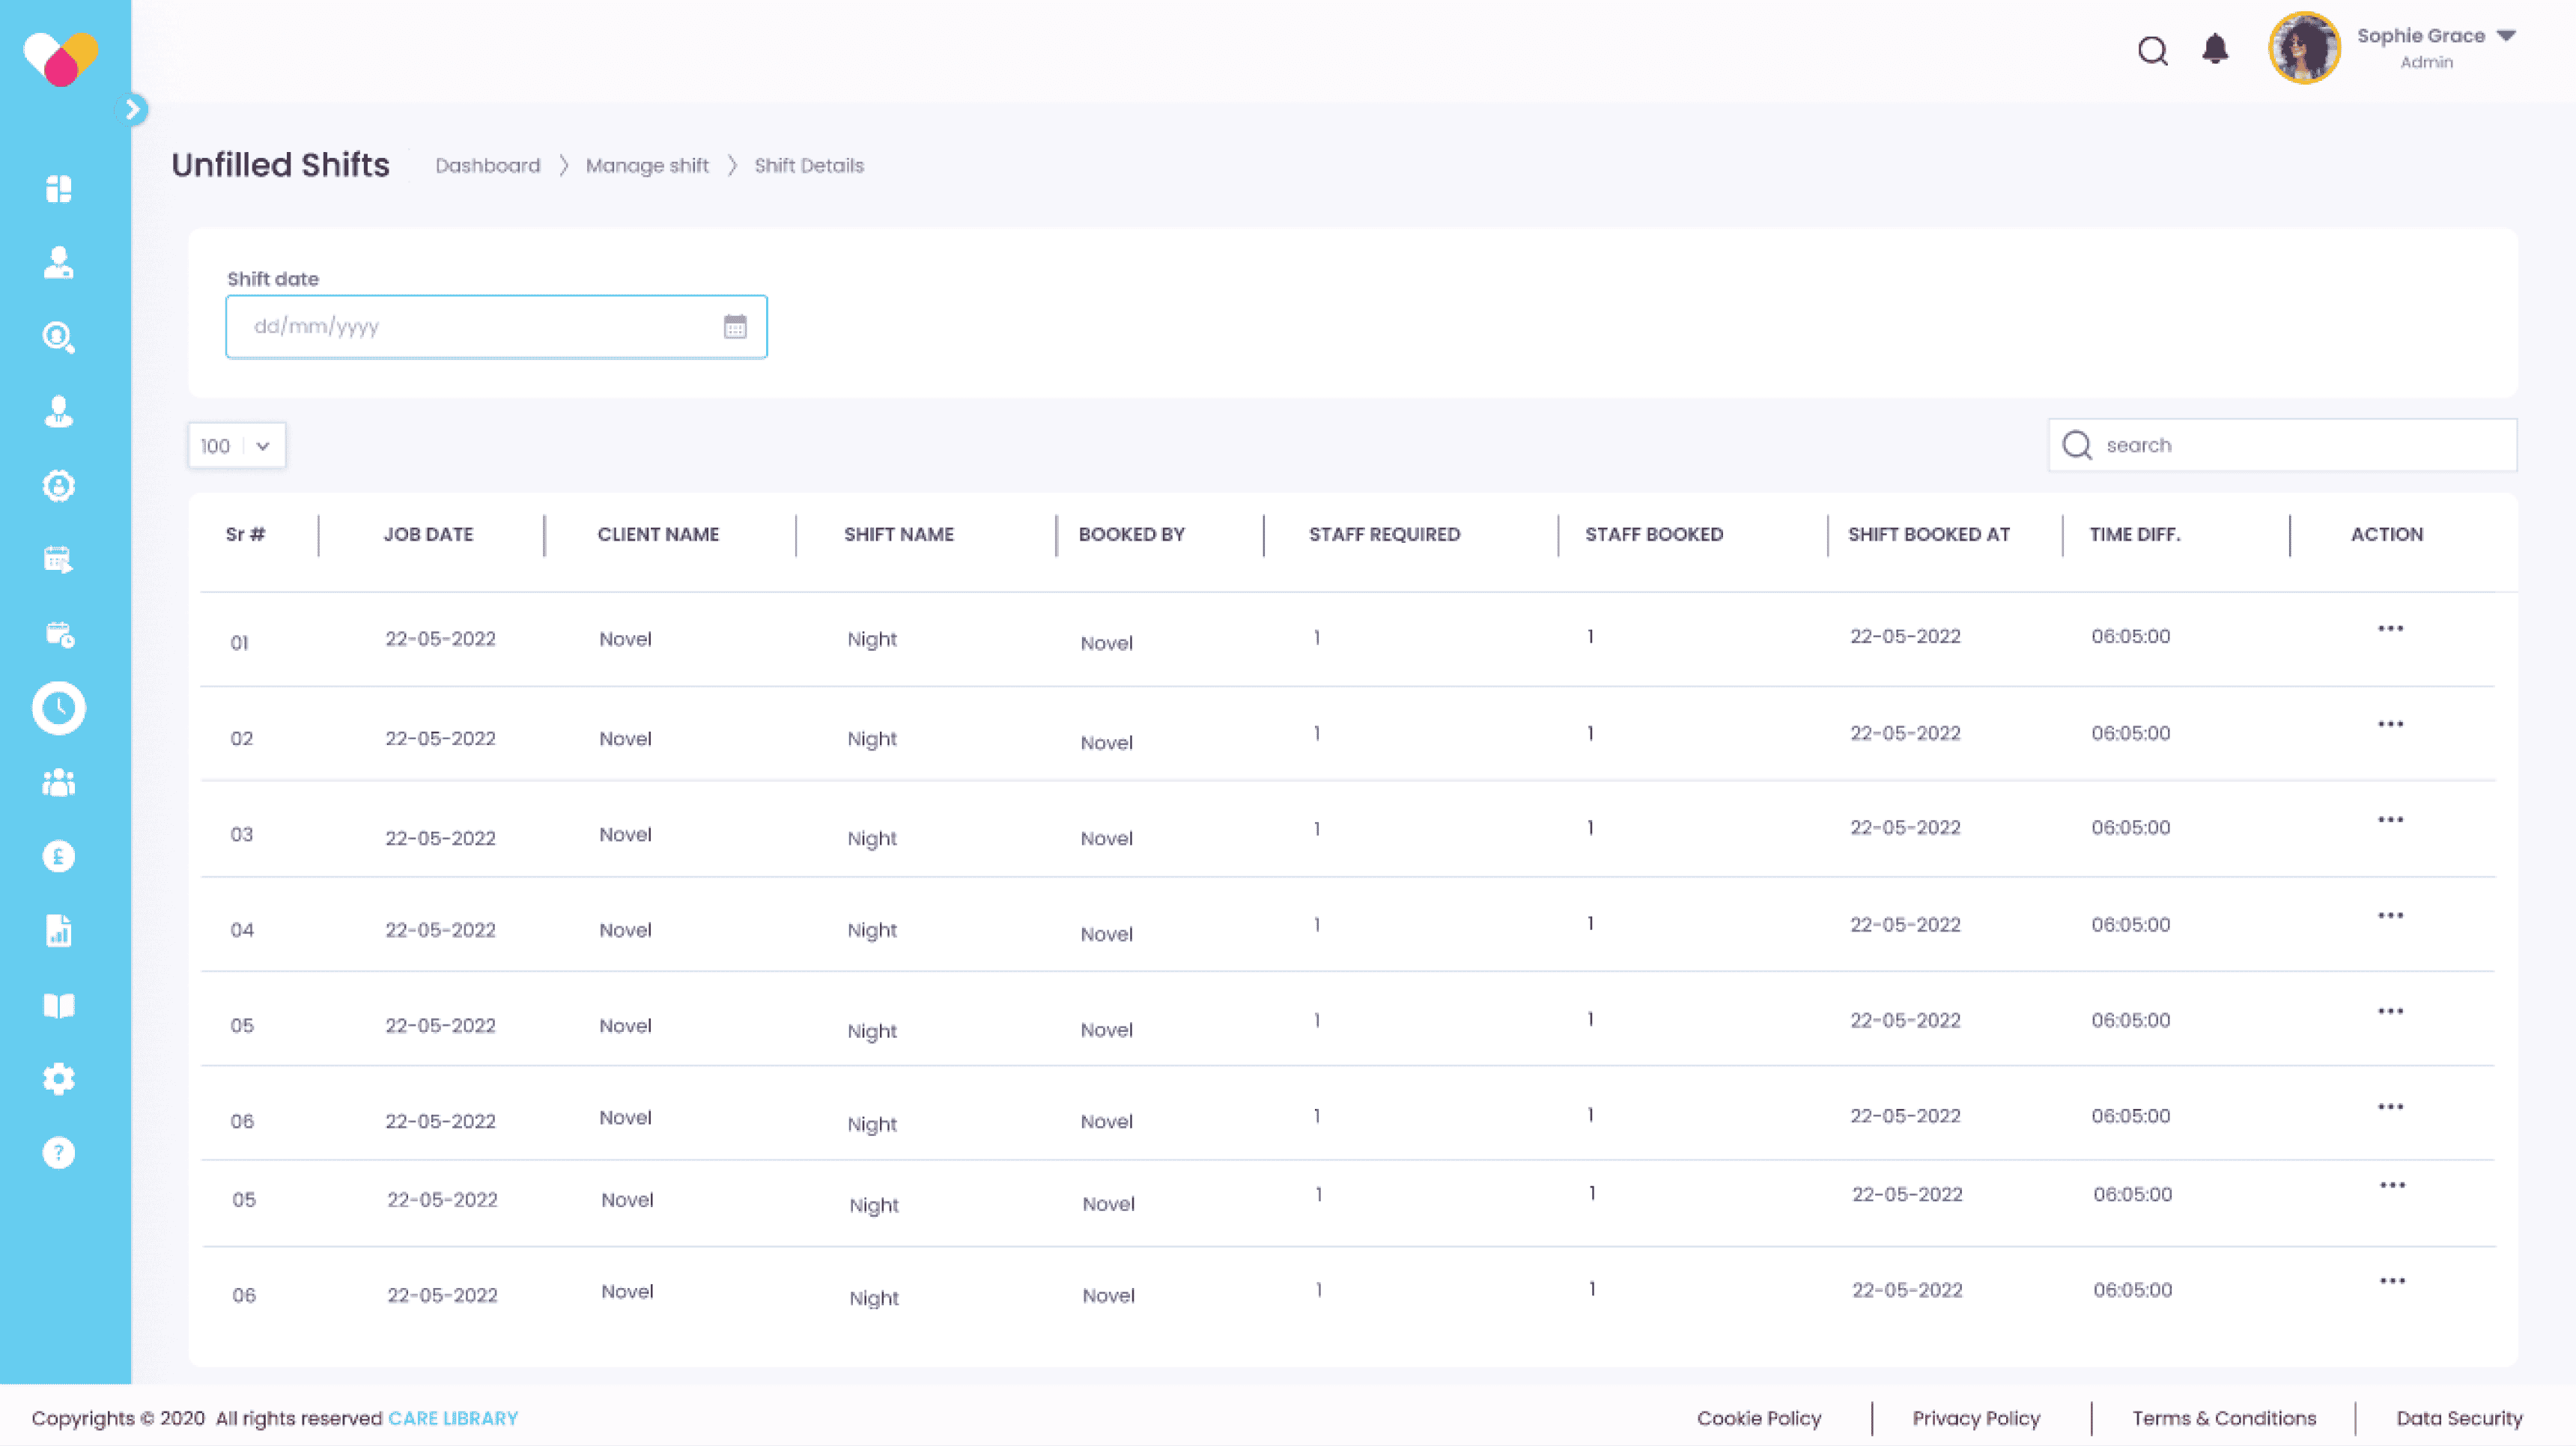 Sophie Grace
Admin
Unfilled Shifts Dashboard Manage shift Shift Details
Shift date
dd/mm/yyyy
100 search
Sr # JOB DATE CLIENT NAME SHIFT NAME BOOKED BY STAFF REQUIRED STAFF BOOKED SHIFT BOOKED AT TIME DIFF. ACTION
01 22-05-2022 Novel Night Novel 1 1 22-05-2022 06:05:00 •••
02 22-05-2022 Novel Night Novel 1 1 22-05-2022 06:05:00 •••
03 22-05-2022 Novel Night Novel 1 1 22-05-2022 06:05:00 •••
04 22-05-2022 Novel Night Novel 1 1 22-05-2022 06:05:00 •••
05 22-05-2022 Novel Night Novel 1 1 22-05-2022 06:05:00 •••
06 22-05-2022 Novel Night Novel 1 1 22-05-2022 06:05:00 •••
05 22-05-2022 Novel Night Novel 1 1 22-05-2022 06:05:00 •••
06 22-05-2022 Novel Night Novel 1 1 22-05-2022 06:05:00 •••
Copyrights © 2020 All rights reserved CARE LIBRARY Cookie Policy | Privacy Policy | Terms & Conditions | Data Security